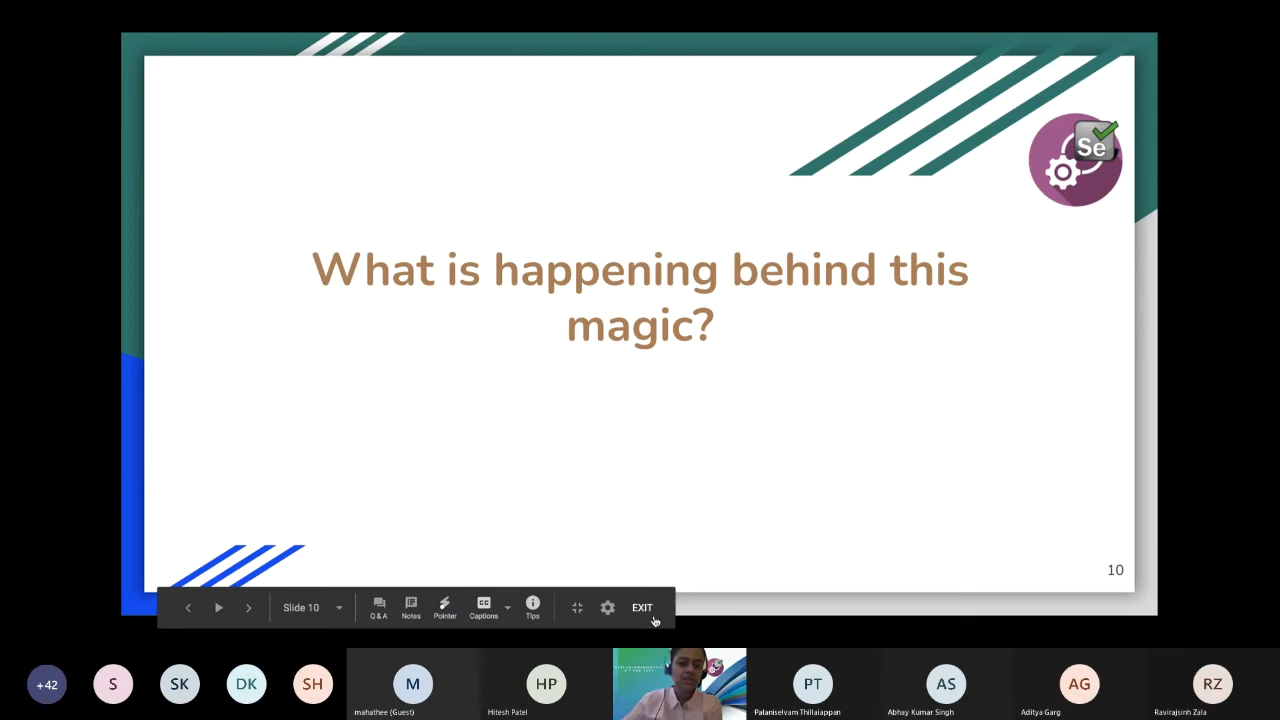 Se
What is happening behind this
magic?
10
Slide 10
Q & A
Notes
Pointer
CC
Captions
Tips
EXIT
+42
S
SK
DK
SH
M
HP
PT
AS
AG
RZ
mahathee (Guest)
Hitesh Patel
Palaniselvam Thillaiappan
Abhay Kumar Singh
Aditya Garg
Ravirajsinh Zala